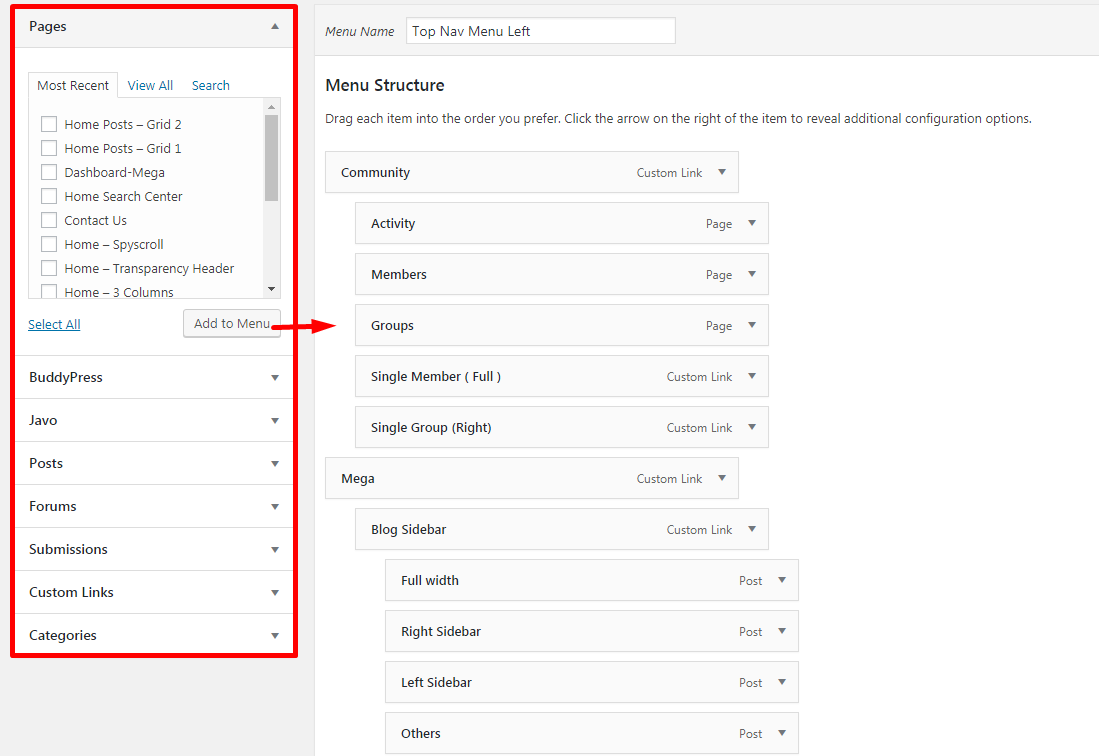 Pages
Most Recent View All Search
Home Posts – Grid 2
Home Posts – Grid 1
Dashboard-Mega
Home Search Center
Contact Us
Home – Spyscroll
Home – Transparency Header
Home – 3 Columns
Select All Add to Menu
BuddyPress
Javo
Posts
Forums
Submissions
Custom Links
Categories
Menu Name Top Nav Menu Left
Menu Structure
Drag each item into the order you prefer. Click the arrow on the right of the item to reveal additional configuration options.
Community Custom Link
Activity Page
Members Page
Groups Page
Single Member ( Full ) Custom Link
Single Group (Right) Custom Link
Mega Custom Link
Blog Sidebar Custom Link
Full width Post
Right Sidebar Post
Left Sidebar Post
Others Post